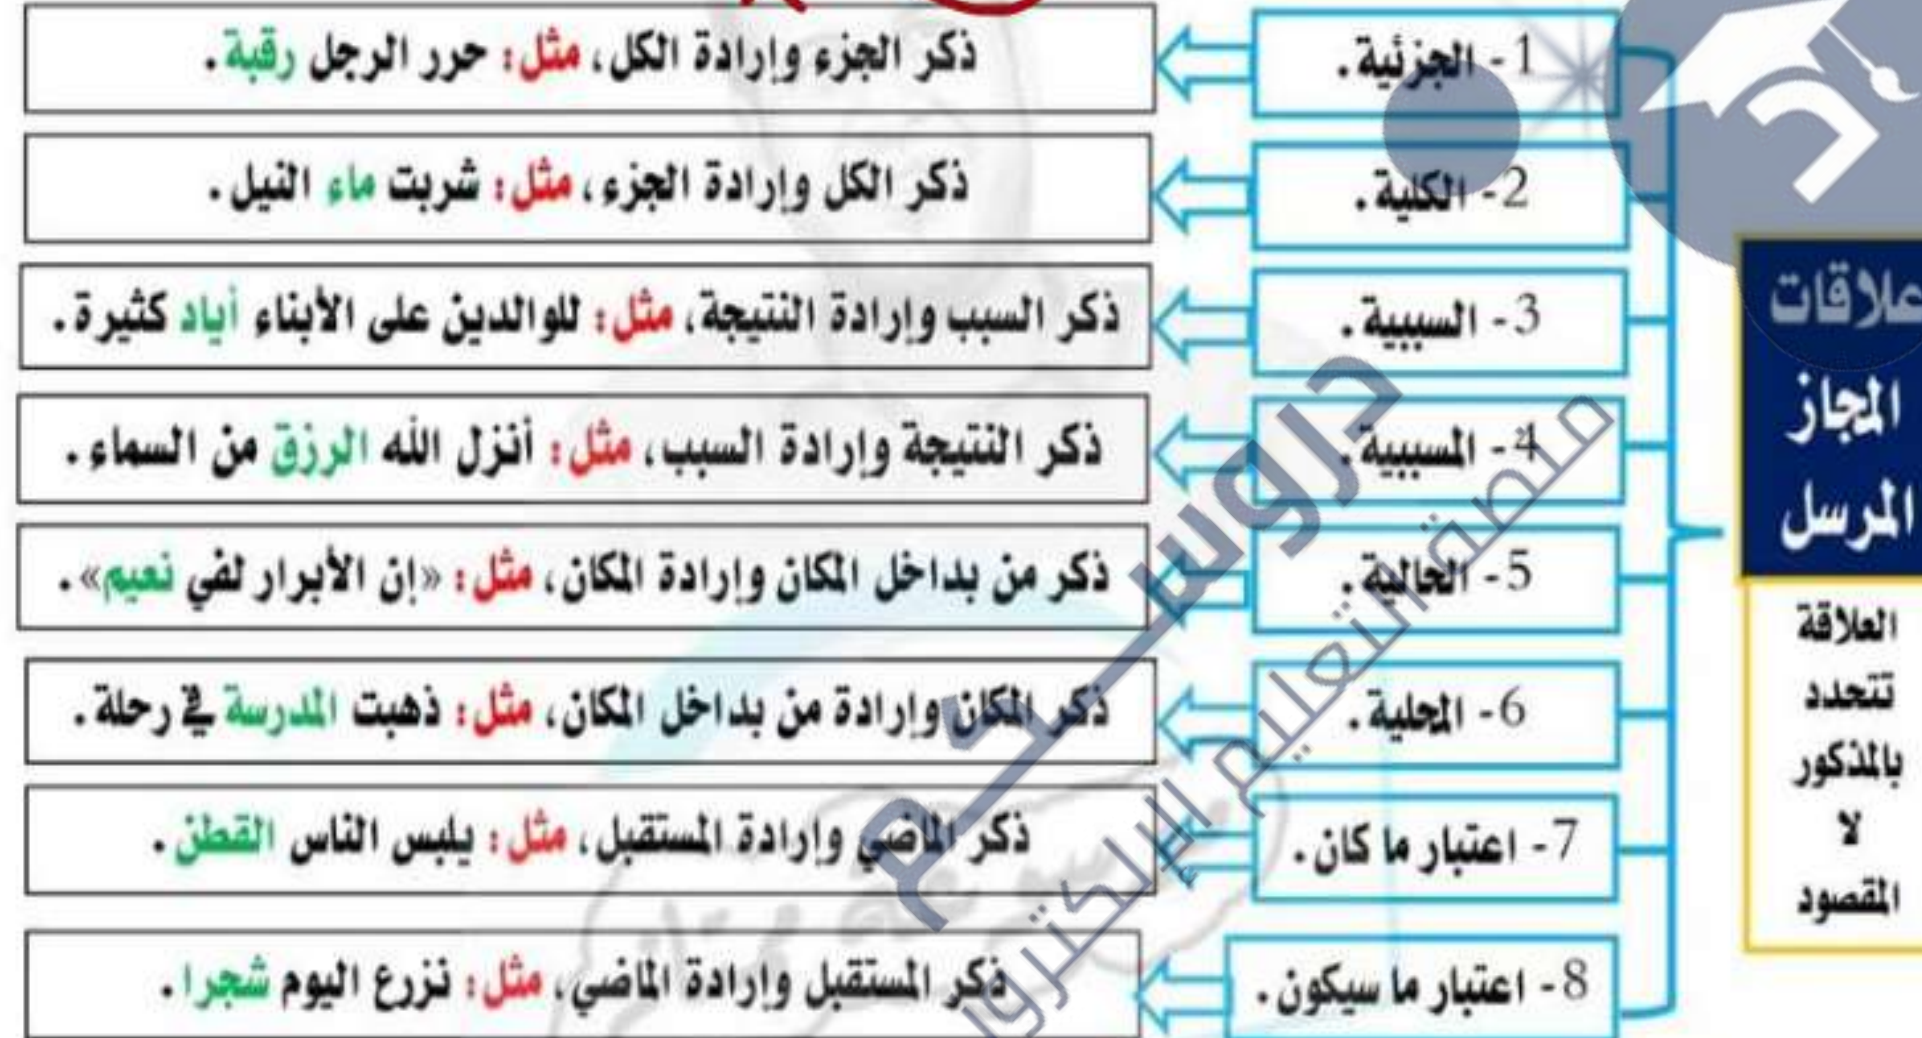 علاقات
المجاز
المرسل
العلاقة
تتحدد
بالمذكور
لا
المقصود
1- الجزئية.
ذكر الجزء وإرادة الكل، مثل: حرر الرجل رقبة.
2- الكلية.
ذكر الكل وإرادة الجزء، مثل: شربت ماء النيل.
3- السببية.
ذكر السبب وإرادة النتيجة، مثل: للوالدين على الأبناء أياد كثيرة.
4- المسببية.
ذكر النتيجة وإرادة السبب، مثل: أنزل الله الرزق من السماء.
5- الحالية.
ذكر من بداخل المكان وإرادة المكان، مثل: «إن الأبرار لفي نعيم».
6- المحلية.
ذكر المكان وإرادة من بداخل المكان، مثل: ذهبت المدرسة في رحلة.
7- اعتبار ما كان.
ذكر الماضي وإرادة المستقبل، مثل: يلبس الناس القطن.
8- اعتبار ما سيكون.
ذكر المستقبل وإرادة الماضي، مثل: نزرع اليوم شجرا.
دروسكم
منصة التعليم